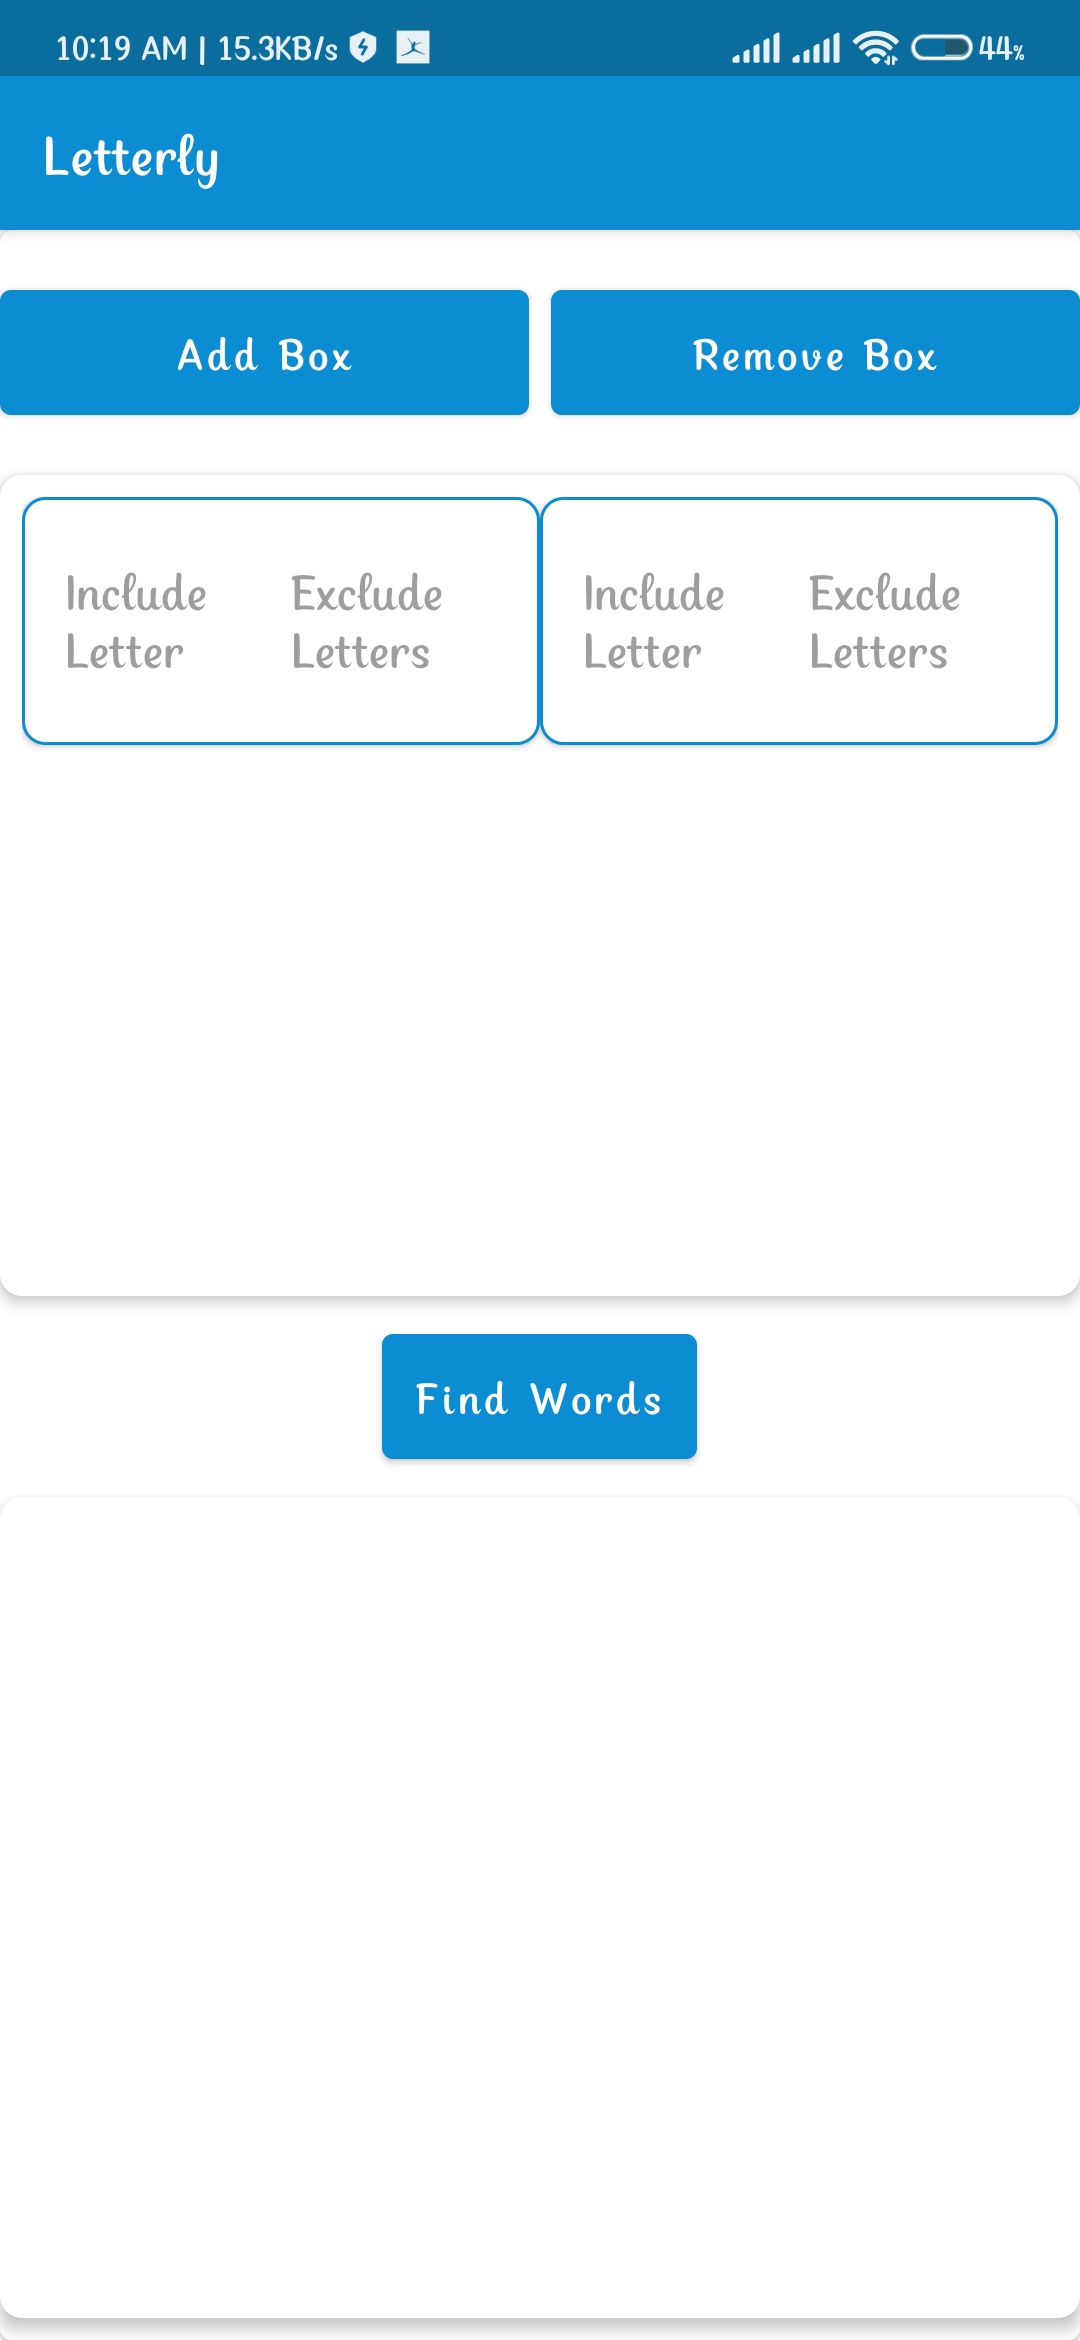 10:19 AM | 15.3KB/s 44%
Letterly
Add Box Remove Box
Include Exclude Include Exclude
Letter Letters Letter Letters
Find Words